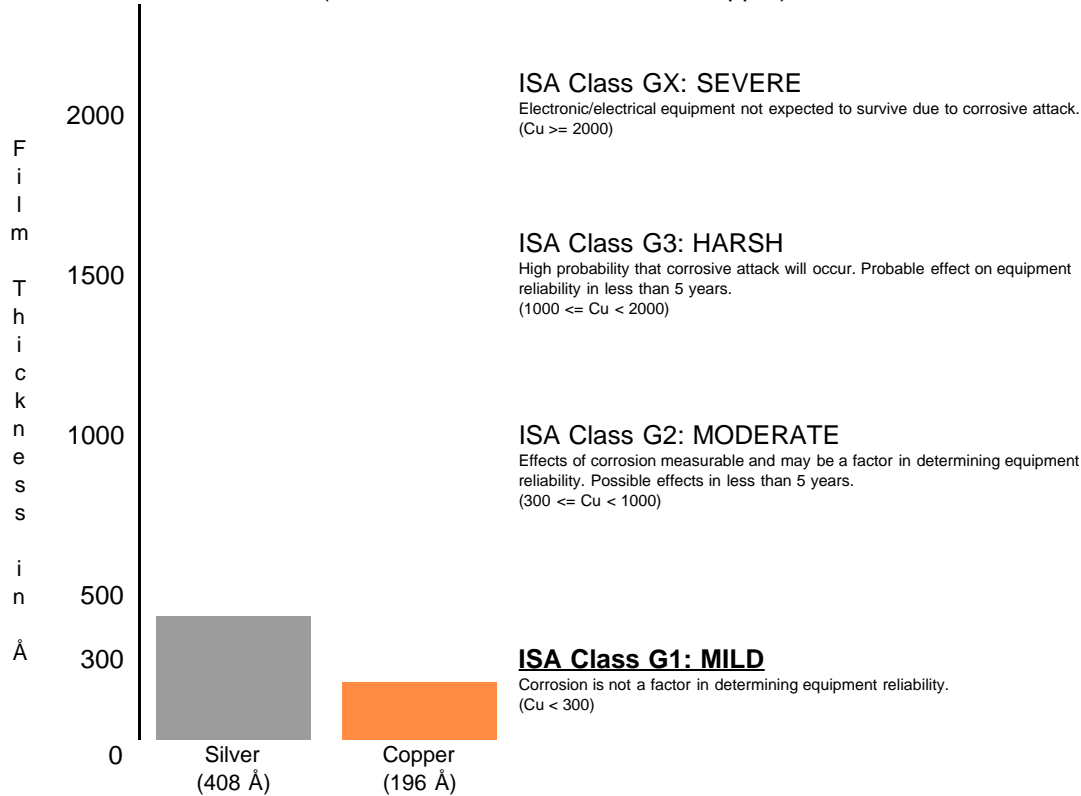 ISA Class GX: SEVERE
Electronic/electrical equipment not expected to survive due to corrosive attack.
(Cu >= 2000)
ISA Class G3: HARSH
High probability that corrosive attack will occur. Probable effect on equipment
reliability in less than 5 years.
(1000 <= Cu < 2000)
ISA Class G2: MODERATE
Effects of corrosion measurable and may be a factor in determining equipment
reliability. Possible effects in less than 5 years.
(300 <= Cu < 1000)
ISA Class G1: MILD
Corrosion is not a factor in determining equipment reliability.
(Cu < 300)
Film Thickness in Å
2000
1500
1000
500
300
0
Silver
(408 Å)
Copper
(196 Å)